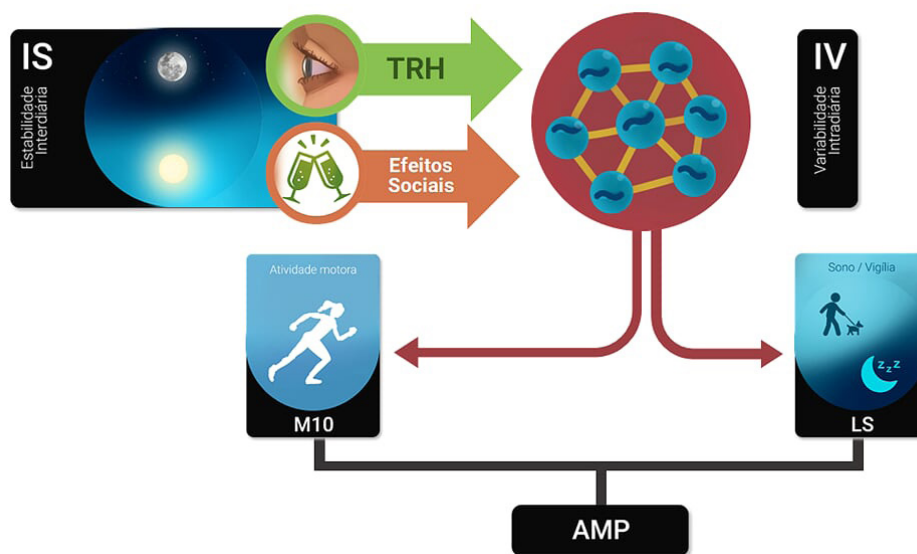 IS
Estabilidade
Interdiária
TRH
Efeitos
Sociais
IV
Variabilidade
Intradiária
Atividade motora
M10
Sono / Vigília
z z z
LS
AMP